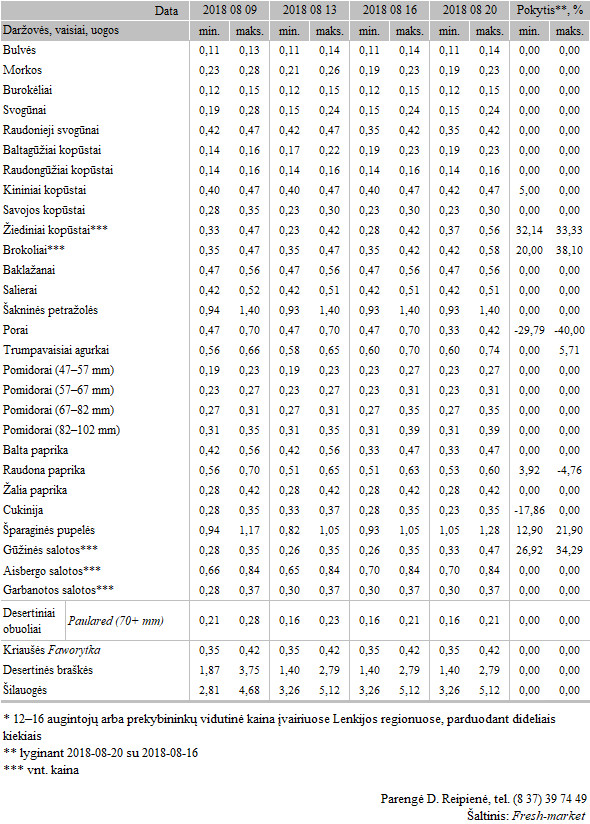 Data 2018 08 09 2018 08 13 2018 08 16 2018 08 20 Pokytis**, %
Daržovės, vaisiai, uogos min. maks. min. maks. min. maks. min. maks. min. maks.
Bulvės 0,11 0,13 0,11 0,14 0,11 0,14 0,11 0,14 0,00 0,00
Morkos 0,23 0,28 0,21 0,26 0,19 0,23 0,19 0,23 0,00 0,00
Burokėliai 0,12 0,15 0,12 0,15 0,12 0,15 0,12 0,15 0,00 0,00
Svogūnai 0,19 0,28 0,15 0,24 0,15 0,24 0,15 0,24 0,00 0,00
Raudonieji svogūnai 0,42 0,47 0,42 0,47 0,35 0,42 0,35 0,42 0,00 0,00
Baltagūžiai kopūstai 0,14 0,16 0,17 0,22 0,19 0,23 0,19 0,23 0,00 0,00
Raudongūžiai kopūstai 0,14 0,16 0,14 0,16 0,14 0,16 0,14 0,16 0,00 0,00
Kininiai kopūstai 0,40 0,47 0,40 0,47 0,40 0,47 0,42 0,47 5,00 0,00
Savojos kopūstai 0,28 0,35 0,23 0,30 0,23 0,30 0,23 0,30 0,00 0,00
Žiediniai kopūstai*** 0,33 0,47 0,23 0,42 0,28 0,42 0,37 0,56 32,14 33,33
Brokoliai*** 0,35 0,47 0,35 0,47 0,35 0,42 0,42 0,58 20,00 38,10
Baklažanai 0,47 0,56 0,47 0,56 0,47 0,56 0,47 0,56 0,00 0,00
Salierai 0,42 0,52 0,42 0,51 0,42 0,51 0,42 0,51 0,00 0,00
Šakninės petražolės 0,94 1,40 0,93 1,40 0,93 1,40 0,93 1,40 0,00 0,00
Porai 0,47 0,70 0,47 0,70 0,47 0,70 0,33 0,42 -29,79 -40,00
Trumpavaisiai agurkai 0,56 0,66 0,58 0,65 0,60 0,70 0,60 0,74 0,00 5,71
Pomidorai (47–57 mm) 0,19 0,23 0,19 0,23 0,23 0,27 0,23 0,27 0,00 0,00
Pomidorai (57–67 mm) 0,23 0,27 0,23 0,27 0,23 0,31 0,23 0,31 0,00 0,00
Pomidorai (67–82 mm) 0,27 0,31 0,27 0,31 0,27 0,35 0,27 0,35 0,00 0,00
Pomidorai (82–102 mm) 0,31 0,35 0,31 0,35 0,31 0,39 0,31 0,39 0,00 0,00
Balta paprika 0,42 0,56 0,42 0,56 0,33 0,47 0,33 0,47 0,00 0,00
Raudona paprika 0,56 0,70 0,51 0,65 0,51 0,63 0,53 0,60 3,92 -4,76
Žalia paprika 0,28 0,42 0,28 0,42 0,28 0,42 0,28 0,42 0,00 0,00
Cukinija 0,28 0,35 0,33 0,37 0,28 0,35 0,23 0,35 -17,86 0,00
Šparaginės pupelės 0,94 1,17 0,82 1,05 0,93 1,05 1,05 1,28 12,90 21,90
Gūžinės salotos*** 0,28 0,35 0,26 0,35 0,26 0,35 0,33 0,47 26,92 34,29
Aisbergo salotos*** 0,66 0,84 0,65 0,84 0,70 0,84 0,70 0,84 0,00 0,00
Garbanotos salotos*** 0,28 0,37 0,30 0,37 0,30 0,37 0,30 0,37 0,00 0,00
Desertiniai
obuoliai Paulared (70+ mm) 0,21 0,28 0,16 0,23 0,16 0,21 0,16 0,21 0,00 0,00
Kriaušės Faworytka 0,35 0,42 0,35 0,42 0,35 0,42 0,35 0,42 0,00 0,00
Desertinės braškės 1,87 3,75 1,40 2,79 1,40 2,79 1,40 2,79 0,00 0,00
Šilauogės 2,81 4,68 3,26 5,12 3,26 5,12 3,26 5,12 0,00 0,00
* 12–16 augintojų arba prekybininkų vidutinė kaina įvairiuose Lenkijos regionuose, parduodant dideliais
kiekiais
** lyginant 2018-08-20 su 2018-08-16
*** vnt. kaina
Parengė D. Reipienė, tel. (8 37) 39 74 49
Šaltinis: Fresh-market